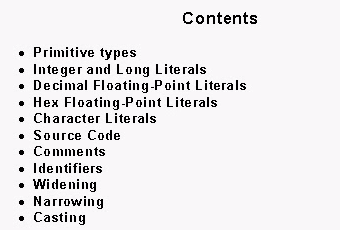 Contents
• Primitive types
• Integer and Long Literals
• Decimal Floating-Point Literals
• Hex Floating-Point Literals
• Character Literals
• Source Code
• Comments
• Identifiers
• Widening
• Narrowing
• Casting